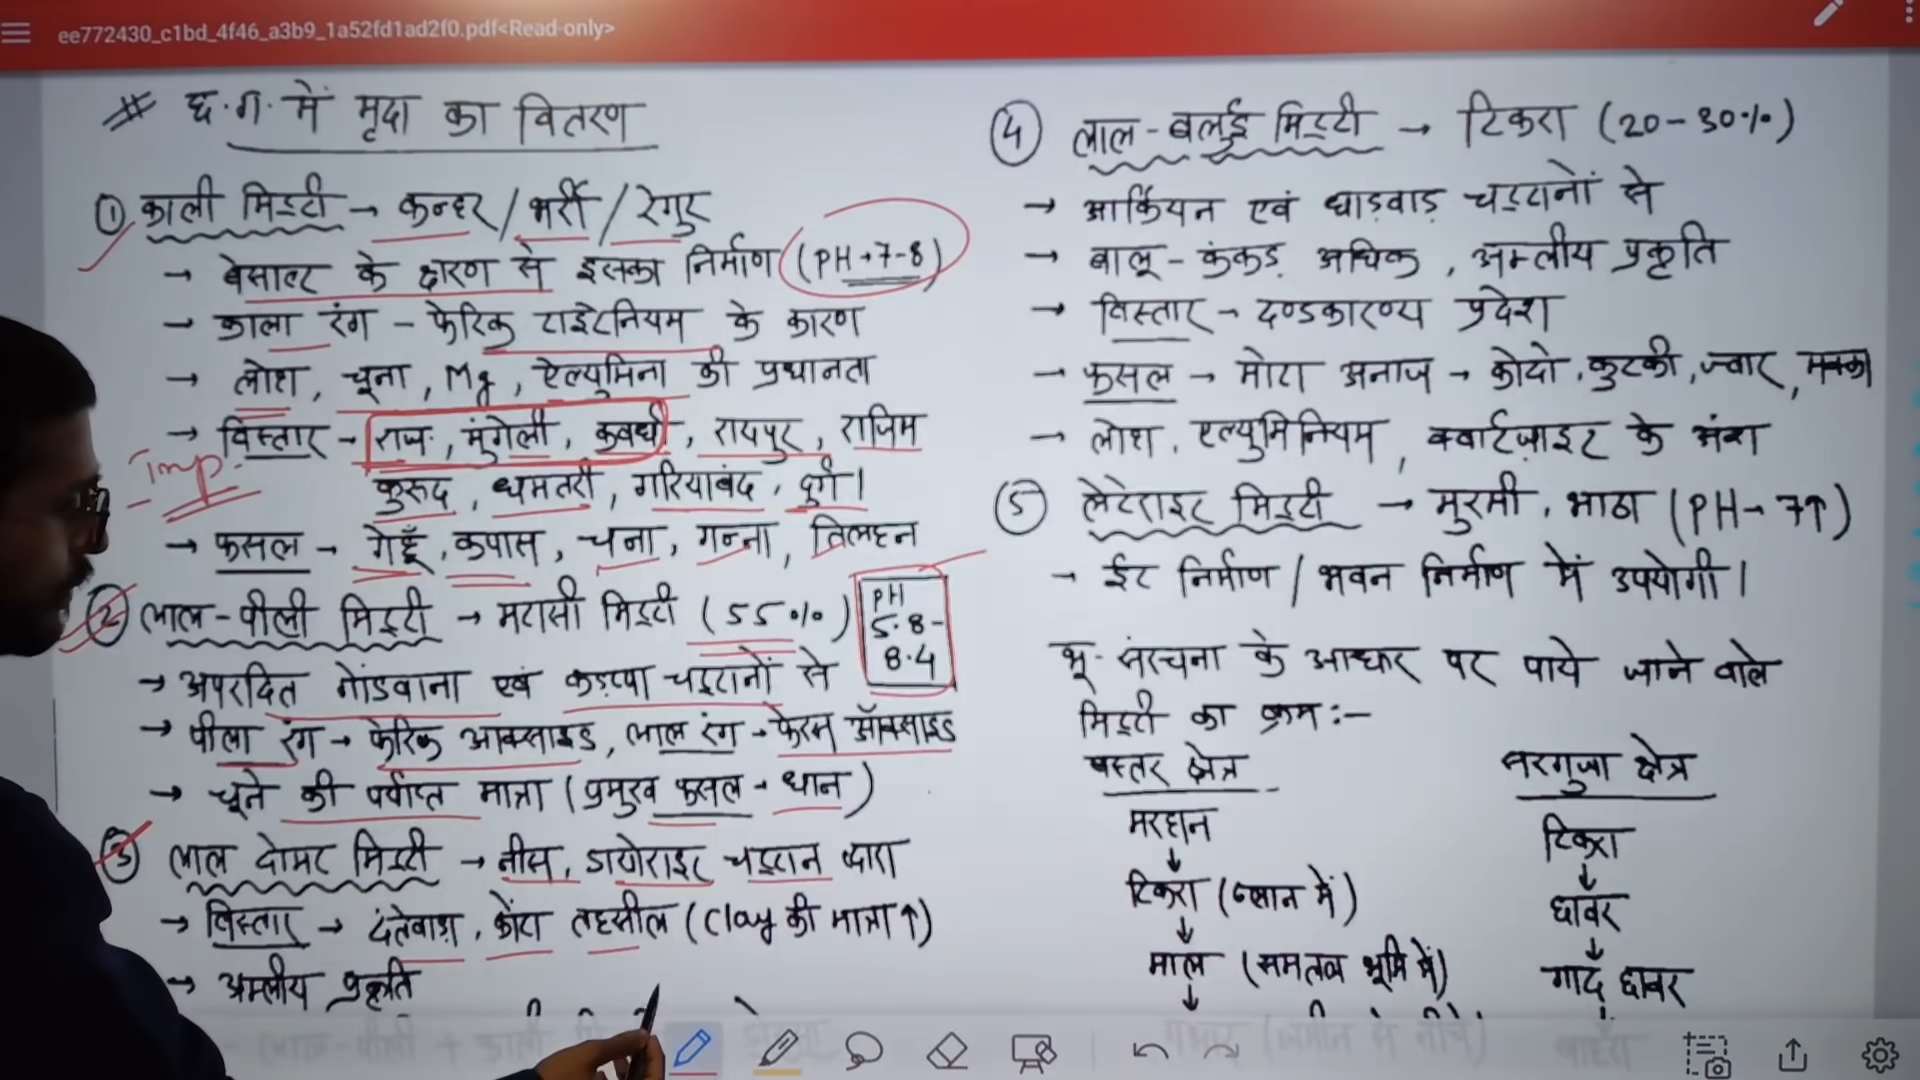 ee772430_c1bd_4f46_a3b9_1a52fd1ad2f0.pdf<Read-only>
# छ.ग. में मृदा का वितरण
① काली मिट्टी → कन्हर / भर्री / रेगुर
→ बेसाल्ट के क्षरण से इसका निर्माण (PH→7-8)
→ काला रंग - फेरिक टाइटेनियम के कारण
→ लोहा, चूना, Mg, ऐल्युमिना की प्रधानता
→ विस्तार - राज., मुंगेली, कवर्धा, रायपुर, राजिम
Imp.
कुरूद, धमतरी, गरियाबंद, दुर्ग।
→ फसल - गेहूँ, कपास, चना, गन्ना, तिलहन
② लाल-पीली मिट्टी → मटासी मिट्टी (55%)
PH
5.8-
8.4
→ अपरदित गोंडवाना एवं कड़प्पा चट्टानों से
→ पीला रंग → फेरिक आक्साइड, लाल रंग - फेरस ऑक्साइड
→ चूने की पर्याप्त मात्रा (प्रमुख फसल - धान)
③ लाल दोमट मिट्टी → नीस, डायोराइट चट्टान द्वारा
→ विस्तार → दंतेवाड़ा, कोंटा तहसील (Clay की मात्रा ↑)
→ अम्लीय प्रकृति
④ लाल-बलुई मिट्टी → टिकरा (20-30%)
→ आर्कियन एवं धाड़वाड़ चट्टानों से
→ बालू-कंकड़ अधिक, अम्लीय प्रकृति
→ विस्तार - दण्डकारण्य प्रदेश
→ फसल → मोटा अनाज → कोदो, कुटकी, ज्वार, मक्का
→ लोहा, एल्युमिनियम, क्वार्टज़ाइट के अंश
⑤ लेटेराइट मिट्टी → मुरमी, भाठा (PH→7↑)
→ ईंट निर्माण / भवन निर्माण में उपयोगी।
भू-संरचना के आधार पर पाये जाने वाले
मिट्टी का क्रम :-
बस्तर क्षेत्र
मरहान
↓
टिकरा (ढलान में)
↓
माल (समतल भूमि में)
↓
सरगुजा क्षेत्र
टिकरा
↓
छावर
↓
गाद छावर